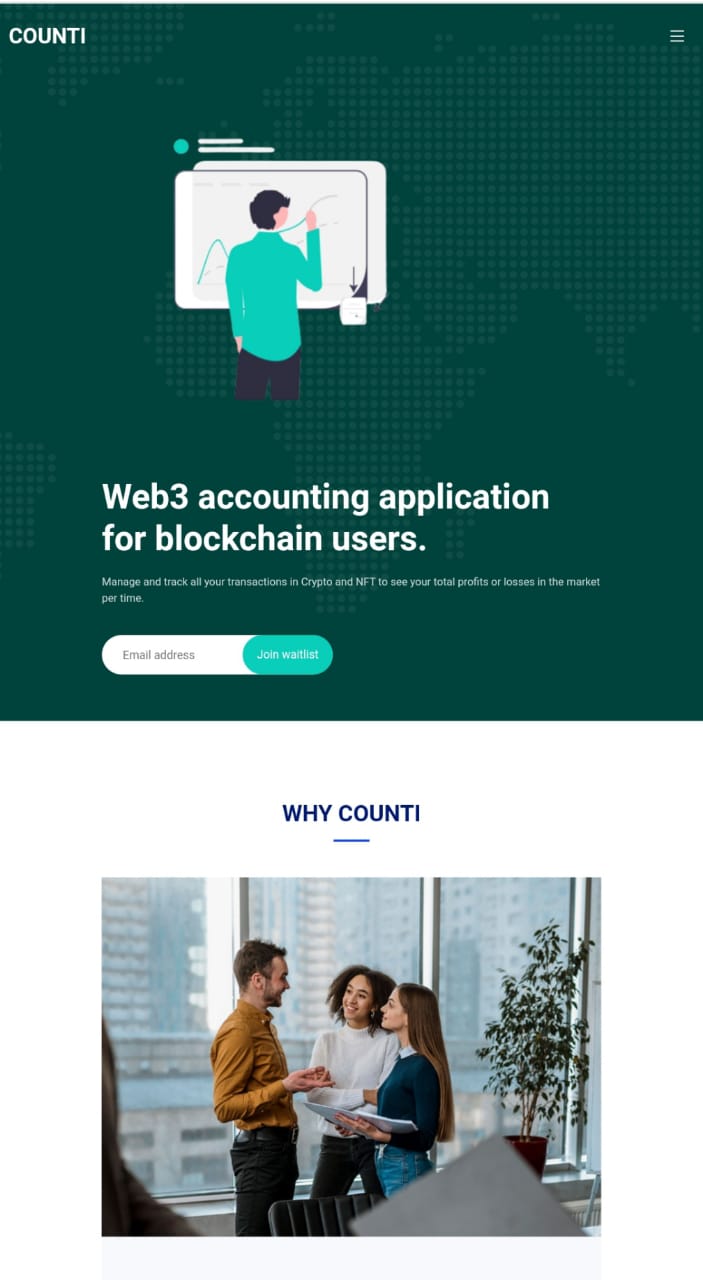 COUNTI
Web3 accounting application
for blockchain users.
Manage and track all your transactions in Crypto and NFT to see your total profits or losses in the market
per time.
Email address
Join waitlist
WHY COUNTI